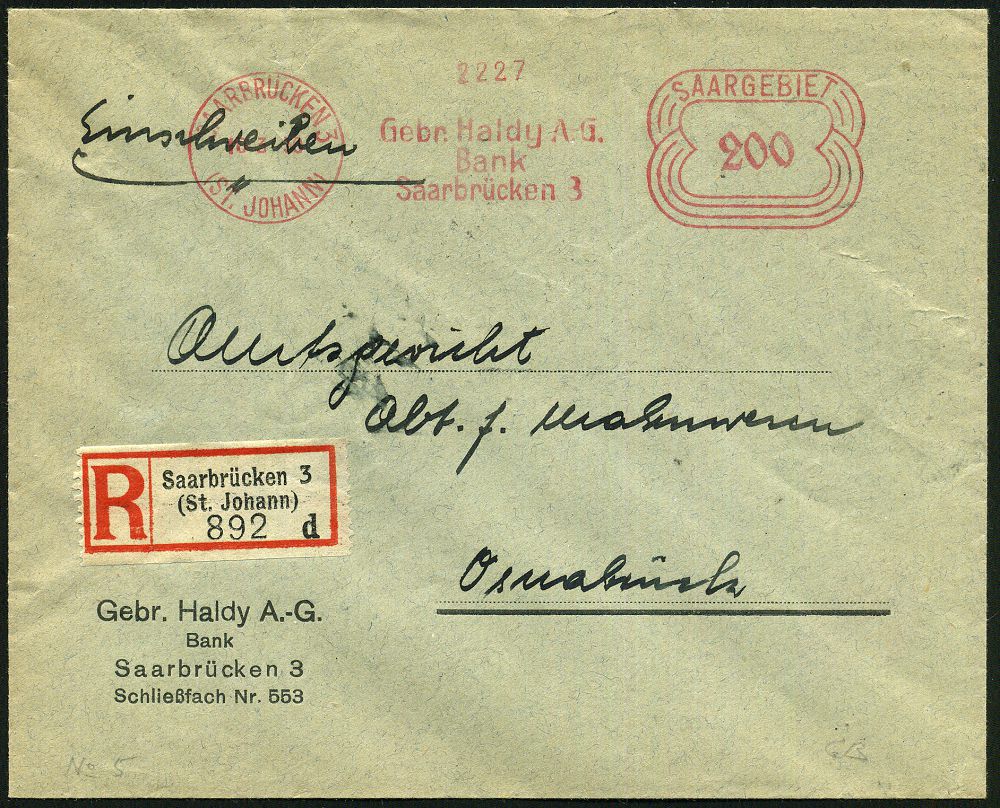 2227
SAARBRÜCKEN 3
(ST. JOHANN)
Einschreiben
Gebr. Haldy A.-G.
Bank
Saarbrücken 3
SAARGEBIET
200
Amtsgericht
Abt. f.
Osnabrück
R
Saarbrücken 3
(St. Johann)
892 d
Gebr. Haldy A.-G.
Bank
Saarbrücken 3
Schließfach Nr. 553
No 5